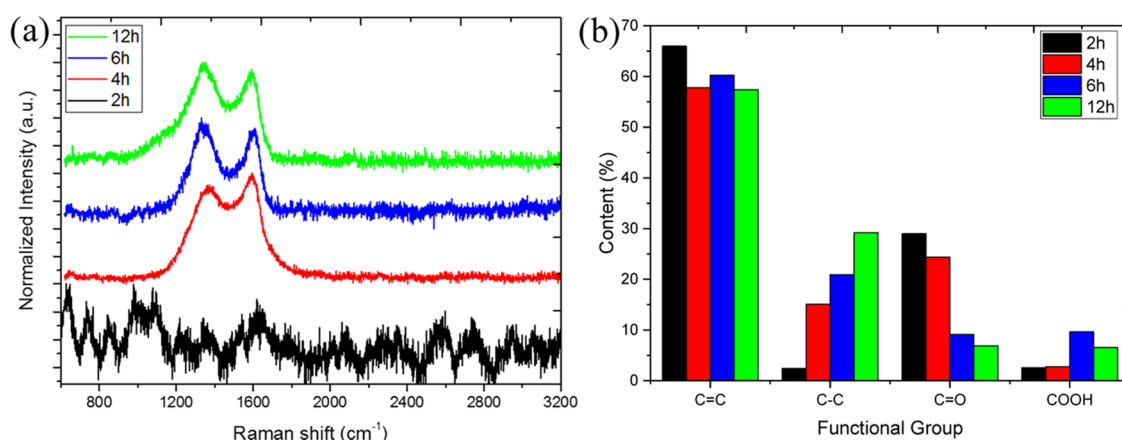 (a)
12h
6h
4h
2h
Normalized Intensity (a.u.)
800 1200 1600 2000 2400 2800 3200
Raman shift (cm⁻¹)
(b)
2h
4h
6h
12h
Content (%)
70
60
50
40
30
20
10
0
C=C C-C C=O COOH
Functional Group